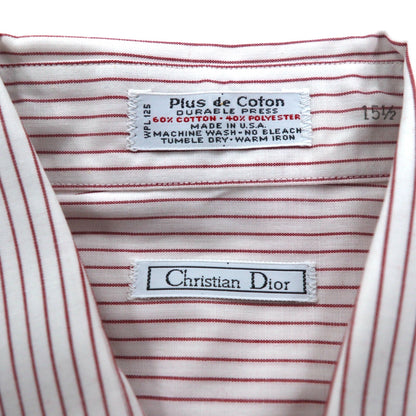 Plus de Coton
DURABLE PRESS
60% COTTON • 40% POLYESTER
MADE IN U.S.A.
MACHINE WASH - NO BLEACH
TUMBLE DRY - WARM IRON
WPL 125
15½
Christian Dior